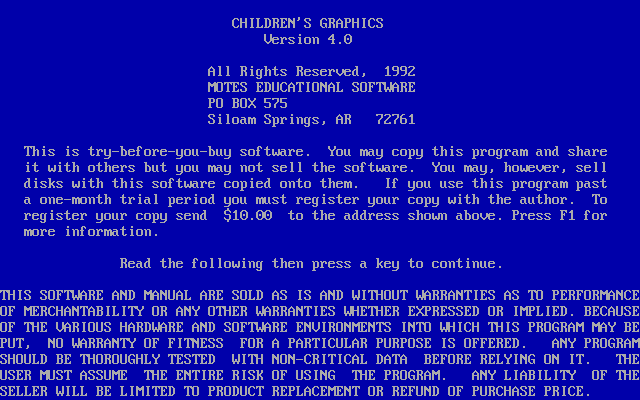 CHILDREN'S GRAPHICS
Version 4.0
All Rights Reserved,  1992
MOTES EDUCATIONAL SOFTWARE
PO BOX 575
Siloam Springs, AR   72761
This is try-before-you-buy software.  You may copy this program and share
it with others but you may not sell the software.  You may, however, sell
disks with this software copied onto them.   If you use this program past
a one-month trial period you must register your copy with the author.  To
register your copy send  $10.00  to the address shown above. Press F1 for
more information.
Read the following then press a key to continue.
THIS SOFTWARE AND MANUAL ARE SOLD AS IS AND WITHOUT WARRANTIES AS TO PERFORMANCE
OF MERCHANTABILITY OR ANY OTHER WARRANTIES WHETHER EXPRESSED OR IMPLIED. BECAUSE
OF THE VARIOUS HARDWARE AND SOFTWARE ENVIRONMENTS INTO WHICH THIS PROGRAM MAY BE
PUT,  NO WARRANTY OF FITNESS  FOR A PARTICULAR PURPOSE IS OFFERED.   ANY PROGRAM
SHOULD BE THOROUGHLY TESTED  WITH NON-CRITICAL DATA  BEFORE RELYING ON IT.   THE
USER MUST ASSUME  THE ENTIRE RISK OF USING  THE PROGRAM.   ANY LIABILITY  OF THE
SELLER WILL BE LIMITED TO PRODUCT REPLACEMENT OR REFUND OF PURCHASE PRICE.